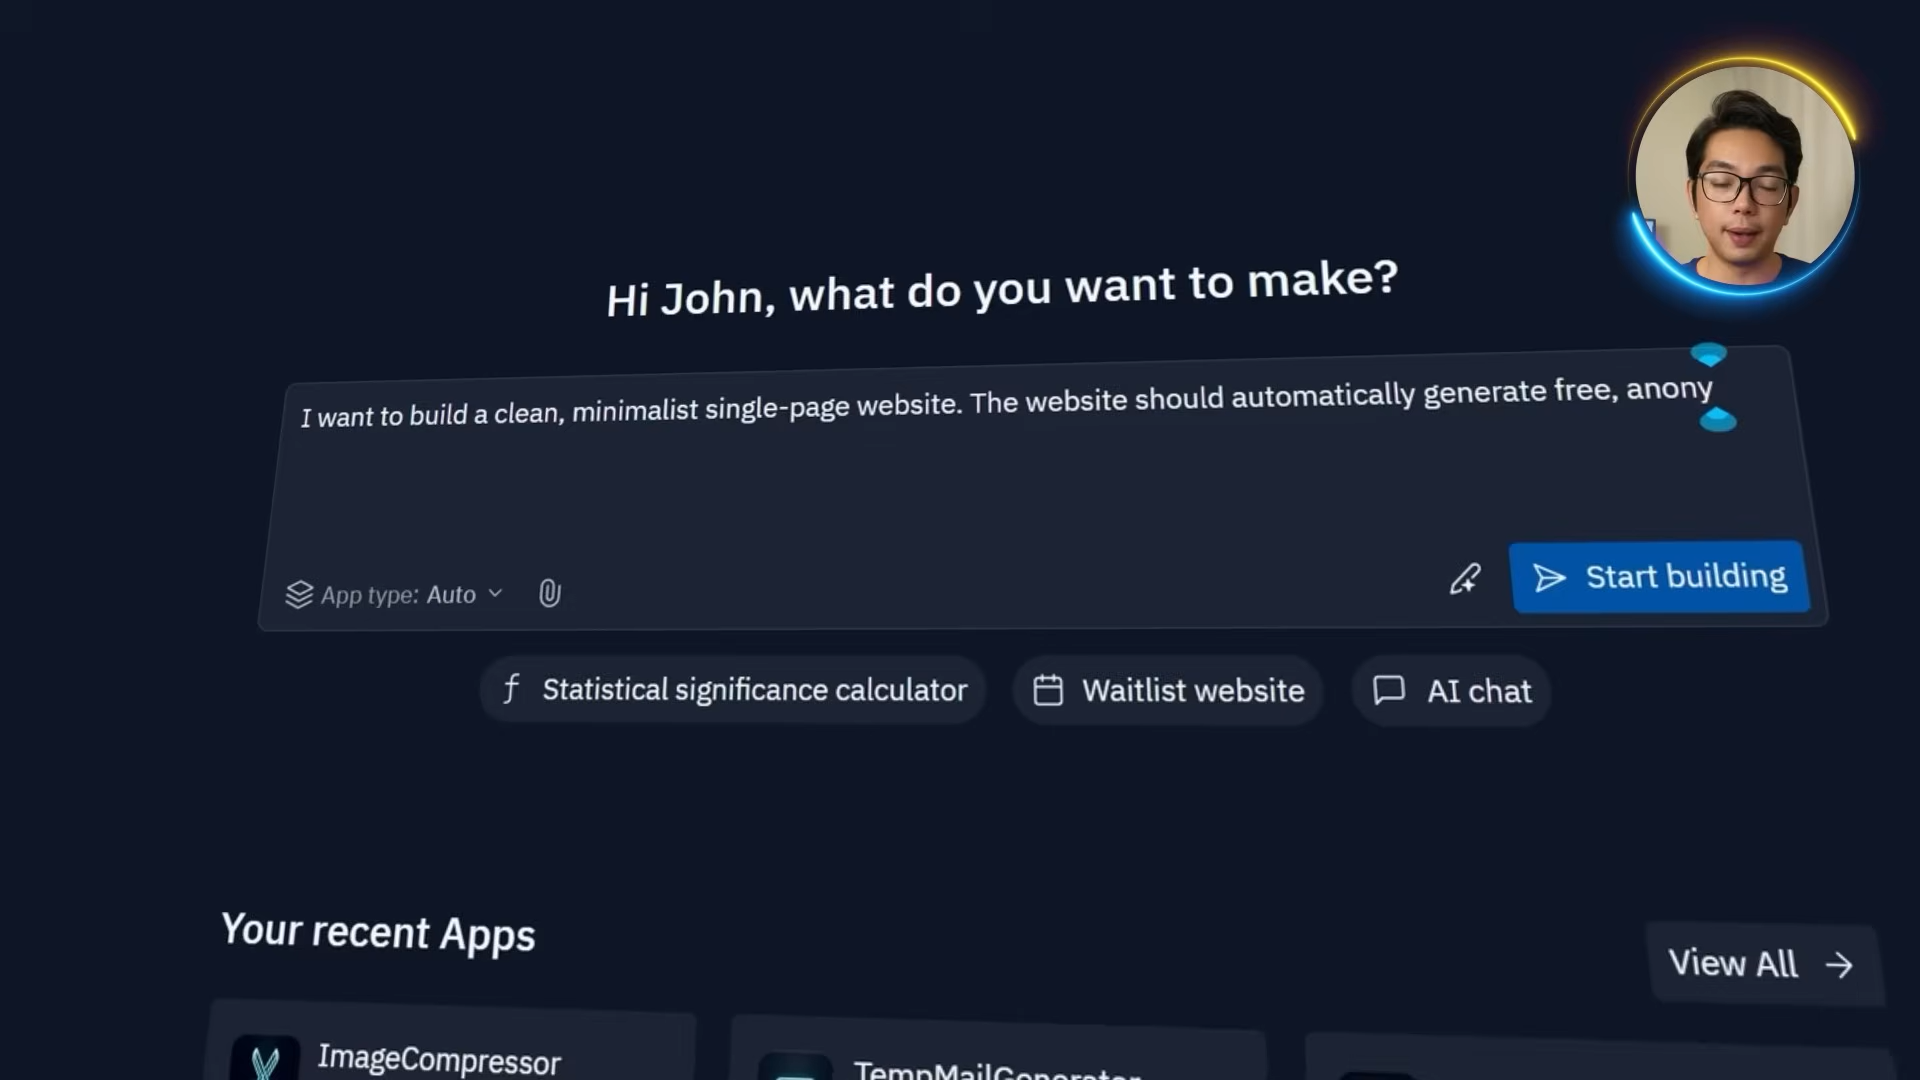 Hi John, what do you want to make?
I want to build a clean, minimalist single-page website. The website should automatically generate free, anony
App type: Auto
Start building
Statistical significance calculator
Waitlist website
AI chat
Your recent Apps
View All
ImageCompressor
TempMailGenerator